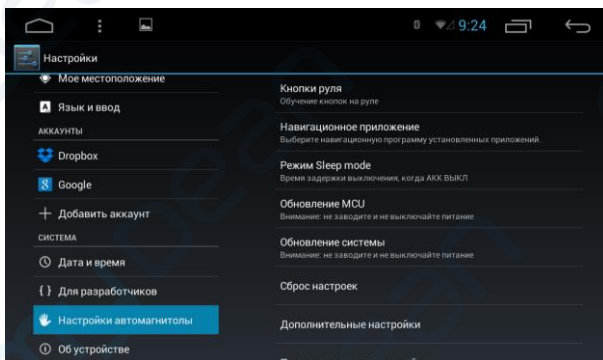 9:24
Настройки
Мое местоположение
Язык и ввод
АККАУНТЫ
Dropbox
Google
Добавить аккаунт
СИСТЕМА
Дата и время
Для разработчиков
Настройки автомагнитолы
Об устройстве
Кнопки руля
Обучение кнопок на руле
Навигационное приложение
Выберите навигационную программу установленных приложений.
Режим Sleep mode
Время задержки выключения, когда АКК ВЫКЛ
Обновление MCU
Внимание: не заводите и не выключайте питание
Обновление системы
Внимание: не заводите и не выключайте питание
Сброс настроек
Дополнительные настройки